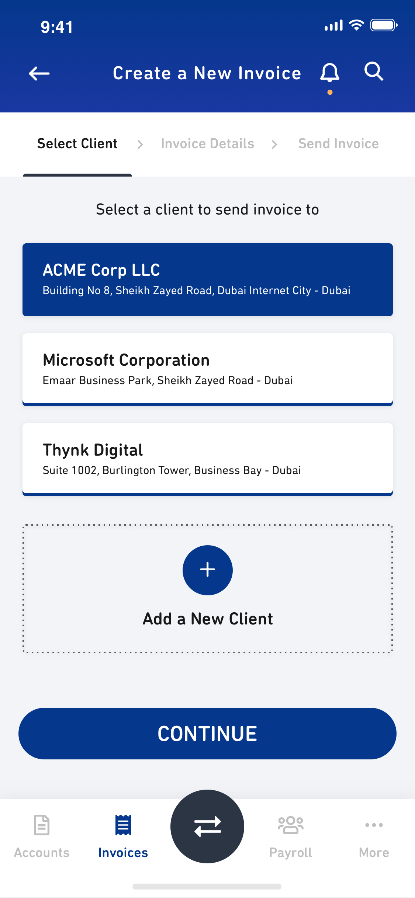 9:41
Create a New Invoice
Select Client > Invoice Details > Send Invoice
Select a client to send invoice to
ACME Corp LLC
Building No 8, Sheikh Zayed Road, Dubai Internet City - Dubai
Microsoft Corporation
Emaar Business Park, Sheikh Zayed Road - Dubai
Thynk Digital
Suite 1002, Burlington Tower, Business Bay - Dubai
Add a New Client
CONTINUE
Accounts Invoices Payroll More